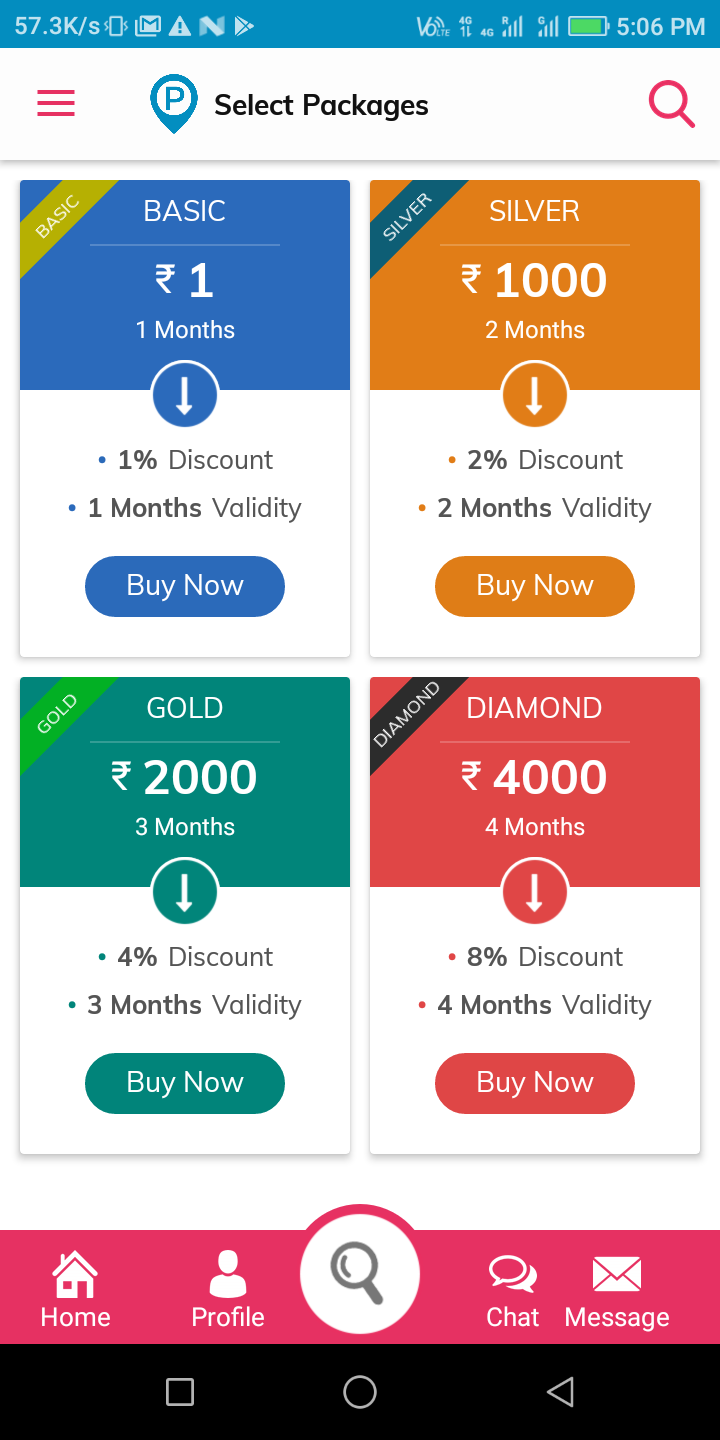 57.3K/s VoLTE 4G 4G R G 5:06 PM
P Select Packages
BASIC BASIC
₹ 1
1 Months
• 1% Discount
• 1 Months Validity
Buy Now
SILVER SILVER
₹ 1000
2 Months
• 2% Discount
• 2 Months Validity
Buy Now
GOLD GOLD
₹ 2000
3 Months
• 4% Discount
• 3 Months Validity
Buy Now
DIAMOND DIAMOND
₹ 4000
4 Months
• 8% Discount
• 4 Months Validity
Buy Now
Home Profile Chat Message